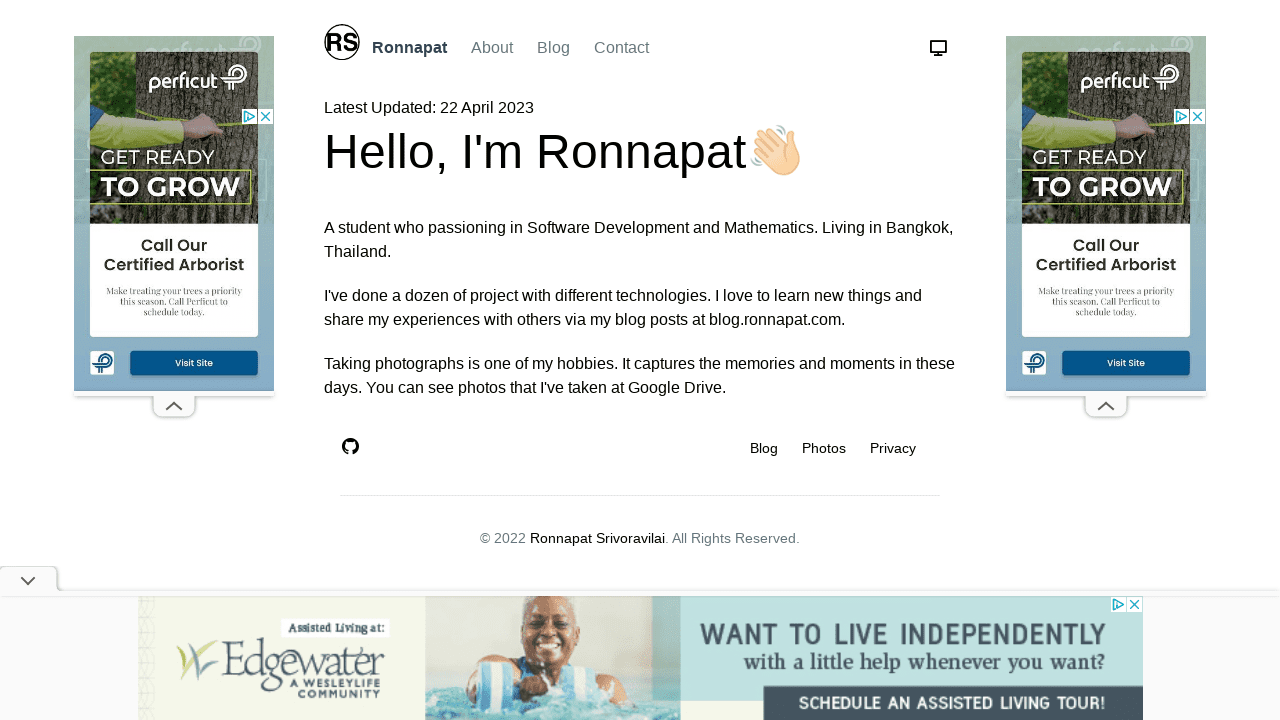 RS Ronnapat About Blog Contact
Latest Updated: 22 April 2023
Hello, I'm Ronnapat👋🏻
A student who passioning in Software Development and Mathematics. Living in Bangkok,
Thailand.
I've done a dozen of project with different technologies. I love to learn new things and
share my experiences with others via my blog posts at blog.ronnapat.com.
Taking photographs is one of my hobbies. It captures the memories and moments in these
days. You can see photos that I've taken at Google Drive.
Blog Photos Privacy
© 2022 Ronnapat Srivoravilai. All Rights Reserved.
perficut
GET READY
TO GROW
Call Our
Certified Arborist
Make treating your trees a priority
this season. Call Perficut to
schedule today.
Visit Site
perficut
GET READY
TO GROW
Call Our
Certified Arborist
Make treating your trees a priority
this season. Call Perficut to
schedule today.
Visit Site
Assisted Living at:
Edgewater
A WESLEYLIFE
COMMUNITY
WANT TO LIVE INDEPENDENTLY
with a little help whenever you want?
SCHEDULE AN ASSISTED LIVING TOUR!